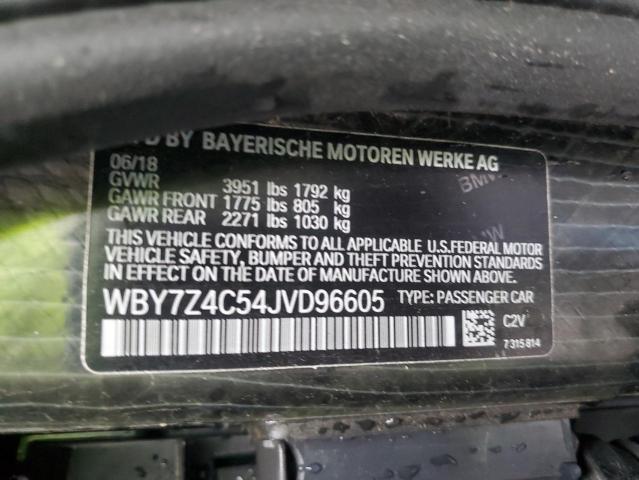 BY BAYERISCHE MOTOREN WERKE AG
06/18
GVWR 3951 lbs 1792 kg
GAWR FRONT 1775 lbs 805 kg
GAWR REAR 2271 lbs 1030 kg
THIS VEHICLE CONFORMS TO ALL APPLICABLE U.S.FEDERAL MOTOR
VEHICLE SAFETY, BUMPER AND THEFT PREVENTION STANDARDS
IN EFFECT ON THE DATE OF MANUFACTURE SHOWN ABOVE.
WBY7Z4C54JVD96605 TYPE: PASSENGER CAR
C2V
7315814
BMW